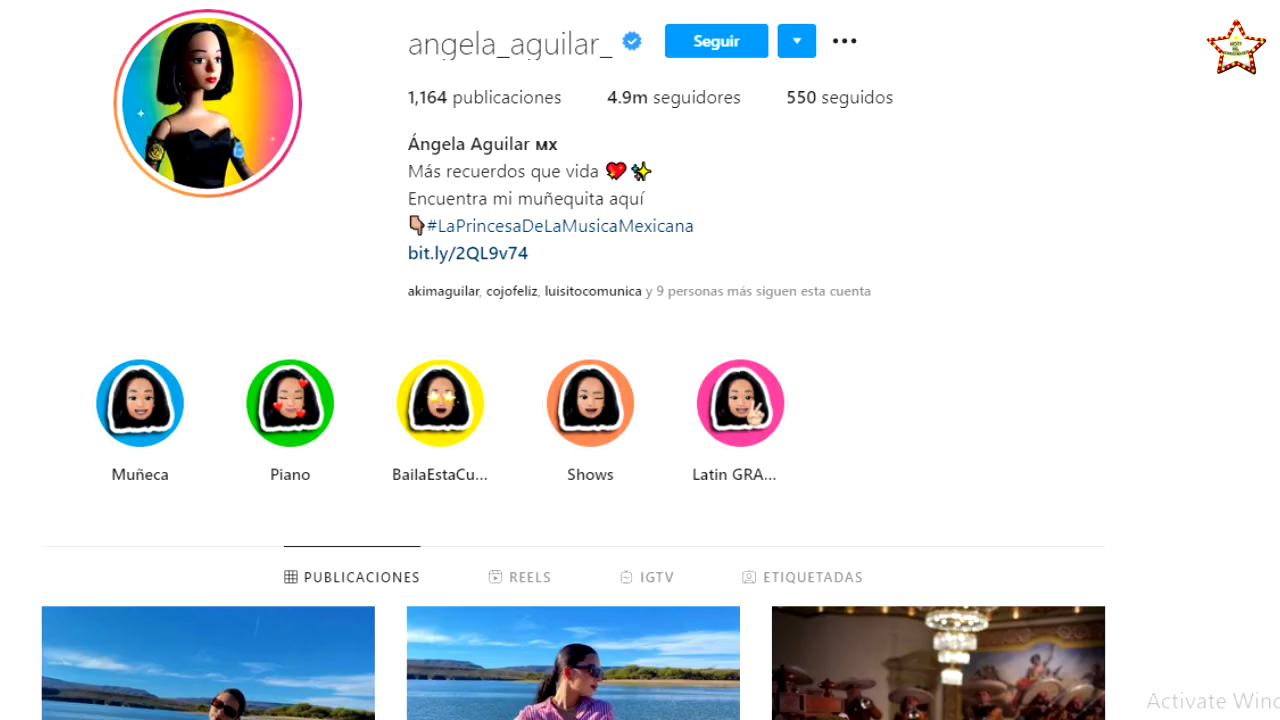 angela_aguilar_
Seguir
1,164 publicaciones 4.9m seguidores 550 seguidos
Ángela Aguilar мx
Más recuerdos que vida 💖✨
Encuentra mi muñequita aquí
👇🏼#LaPrincesaDeLaMusicaMexicana
bit.ly/2QL9v74
akimaguilar, cojofeliz, luisitocomunica y 9 personas más siguen esta cuenta
Muñeca Piano BailaEstaCu... Shows Latin GRA...
PUBLICACIONES REELS IGTV ETIQUETADAS
Activate Wind